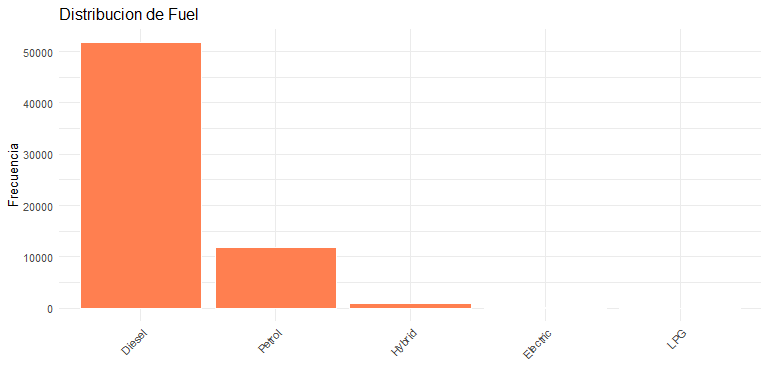 Distribucion de Fuel
Frecuencia
50000
40000
30000
20000
10000
0
Diesel
Petrol
Hybrid
Electric
LPG